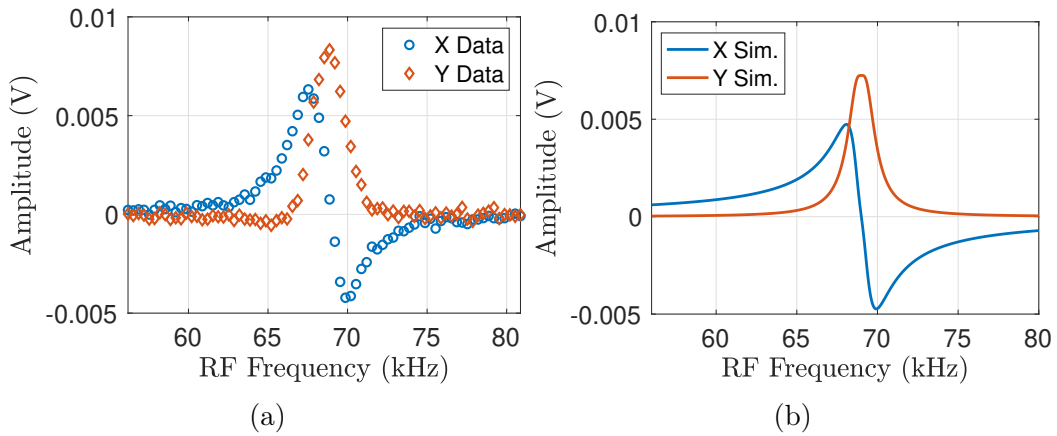 0.01
0.005
0
-0.005
Amplitude (V)
X Data
Y Data
60 65 70 75 80
RF Frequency (kHz)
(a)
0.01
0.005
0
-0.005
Amplitude (V)
X Sim.
Y Sim.
60 65 70 75 80
RF Frequency (kHz)
(b)